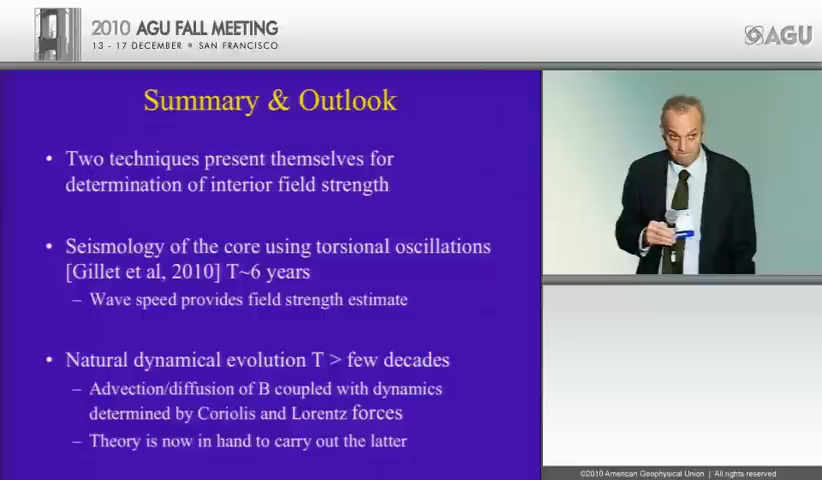 2010 AGU FALL MEETING
13 - 17 DECEMBER • SAN FRANCISCO
AGU
Summary & Outlook
• Two techniques present themselves for
determination of interior field strength
• Seismology of the core using torsional oscillations
[Gillet et al, 2010] T~6 years
– Wave speed provides field strength estimate
• Natural dynamical evolution T > few decades
– Advection/diffusion of B coupled with dynamics
determined by Coriolis and Lorentz forces
– Theory is now in hand to carry out the latter
©2010 American Geophysical Union | All rights reserved